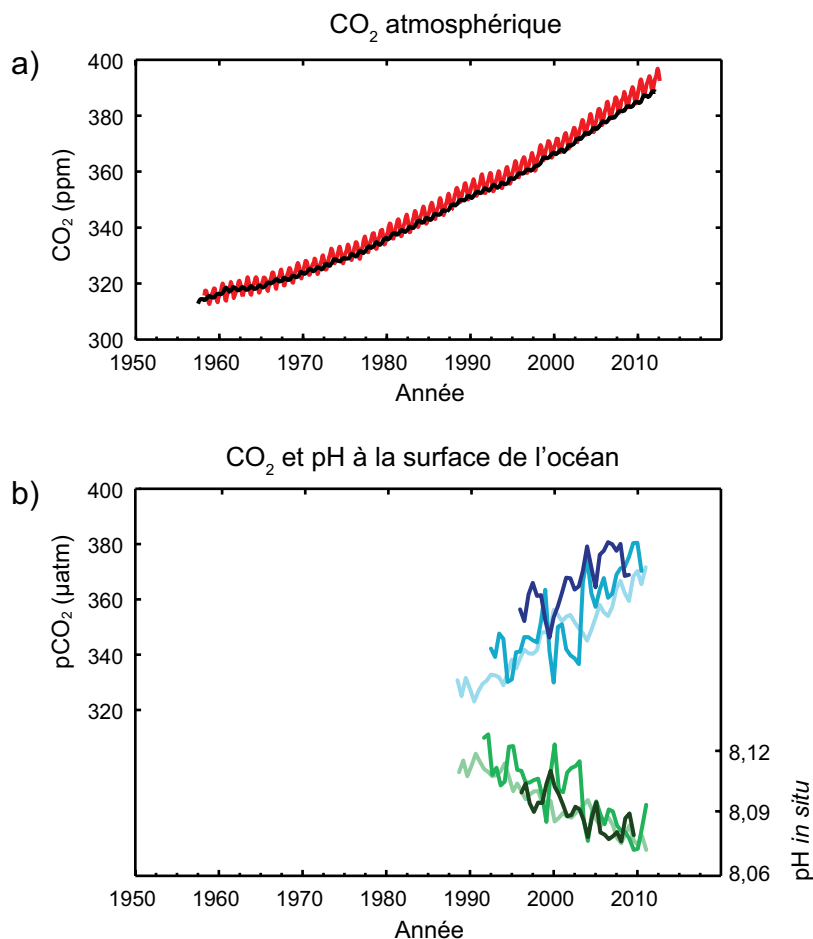 CO₂ atmosphérique
a)
400
380
360
340
320
300
CO₂ (ppm)
1950 1960 1970 1980 1990 2000 2010
Année
CO₂ et pH à la surface de l'océan
b)
400
380
360
340
320
pCO₂ (µatm)
8,12
8,09
8,06
pH in situ
1950 1960 1970 1980 1990 2000 2010
Année